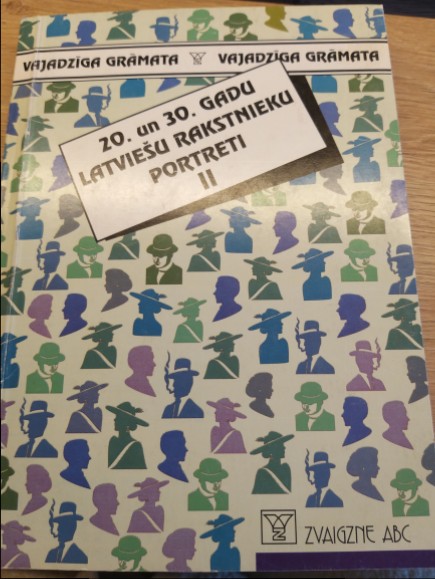 VAJADZĪGA GRĀMATA VAJADZĪGA GRĀMATA
20. un 30. GADU
LATVIEŠU RAKSTNIEKU
PORTRETI
II
ZVAIGZNE ABC